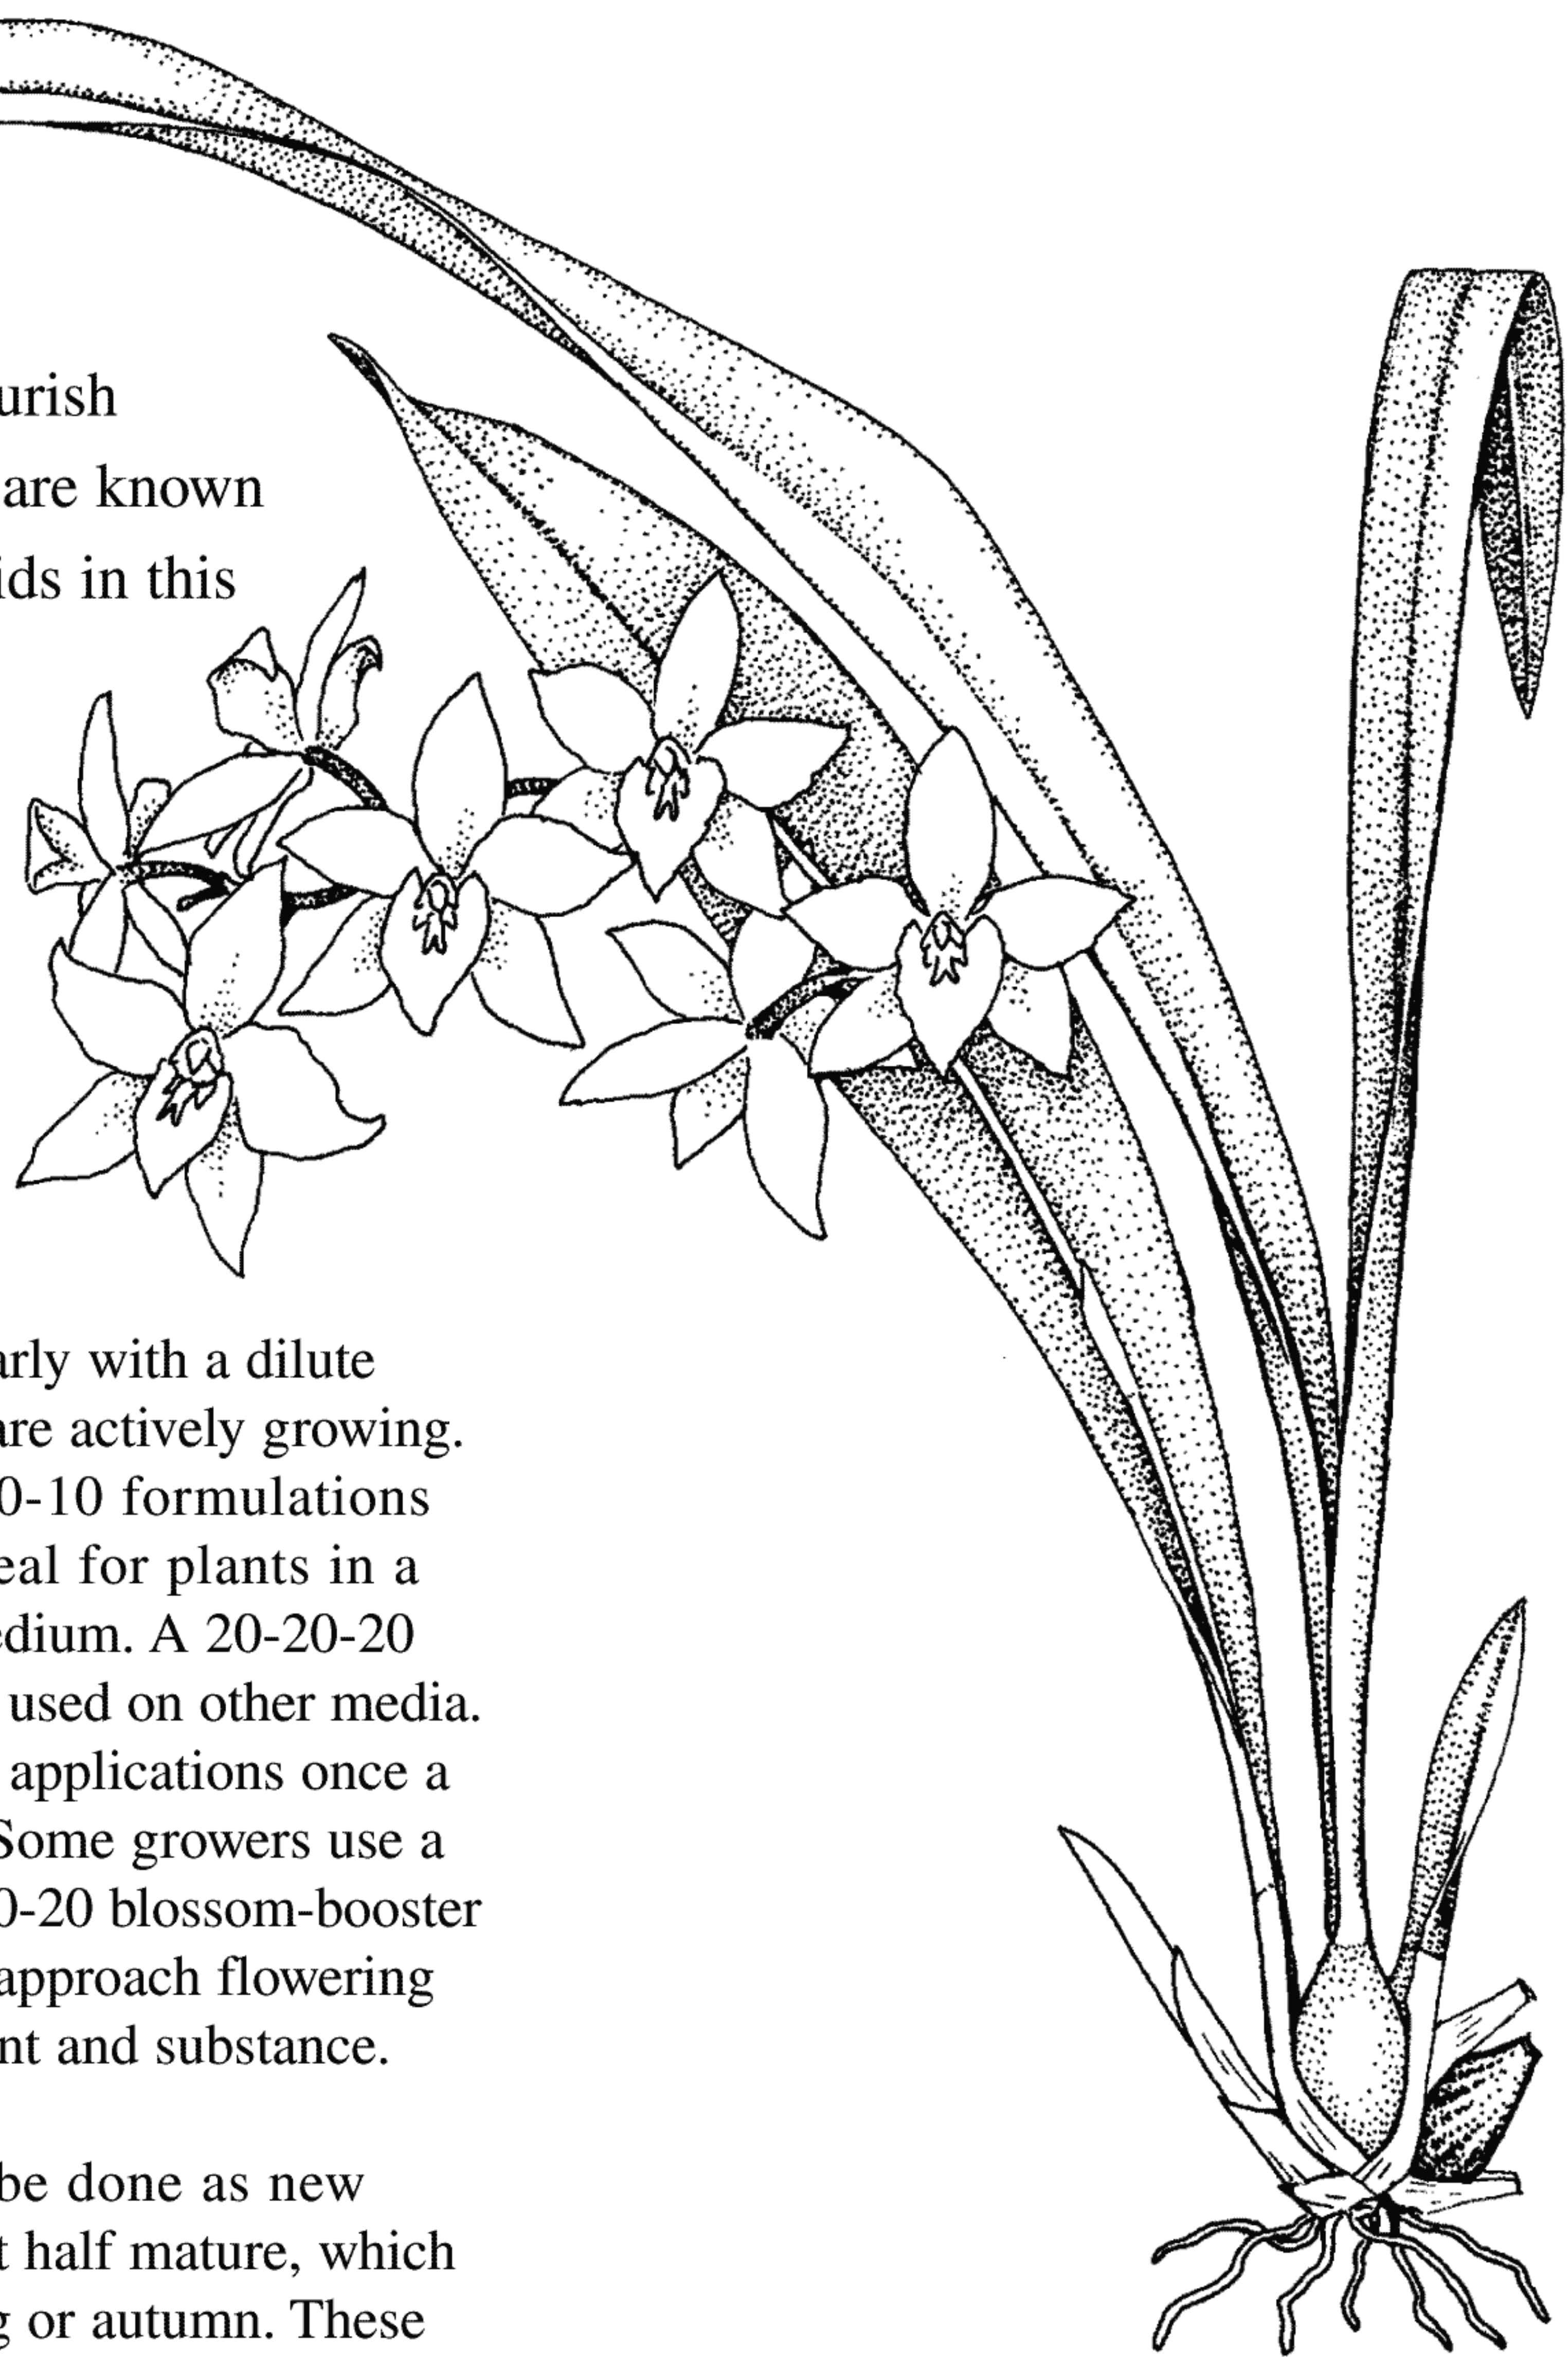 urish
are known
ids in this
arly with a dilute
are actively growing.
0-10 formulations
eal for plants in a
edium. A 20-20-20
used on other media.
applications once a
Some growers use a
0-20 blossom-booster
approach flowering
nt and substance.
be done as new
t half mature, which
g or autumn. These